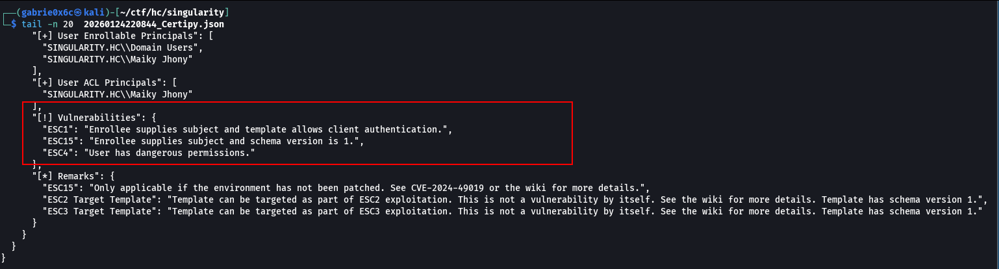 ┌──(gabrie0x6c㉿kali)-[~/ctf/hc/singularity]
└─$ tail -n 20  20260124220844_Certipy.json
      "[+] User Enrollable Principals": [
        "SINGULARITY.HC\\Domain Users",
        "SINGULARITY.HC\\Maiky Jhony"
      ],
      "[+] User ACL Principals": [
        "SINGULARITY.HC\\Maiky Jhony"
      ],
      "[!] Vulnerabilities": {
        "ESC1": "Enrollee supplies subject and template allows client authentication.",
        "ESC15": "Enrollee supplies subject and schema version is 1.",
        "ESC4": "User has dangerous permissions."
      },
      "[*] Remarks": {
        "ESC15": "Only applicable if the environment has not been patched. See CVE-2024-49019 or the wiki for more details.",
        "ESC2 Target Template": "Template can be targeted as part of ESC2 exploitation. This is not a vulnerability by itself. See the wiki for more details. Template has schema version 1.",
        "ESC3 Target Template": "Template can be targeted as part of ESC3 exploitation. This is not a vulnerability by itself. See the wiki for more details. Template has schema version 1."
      }
    }
  }
}